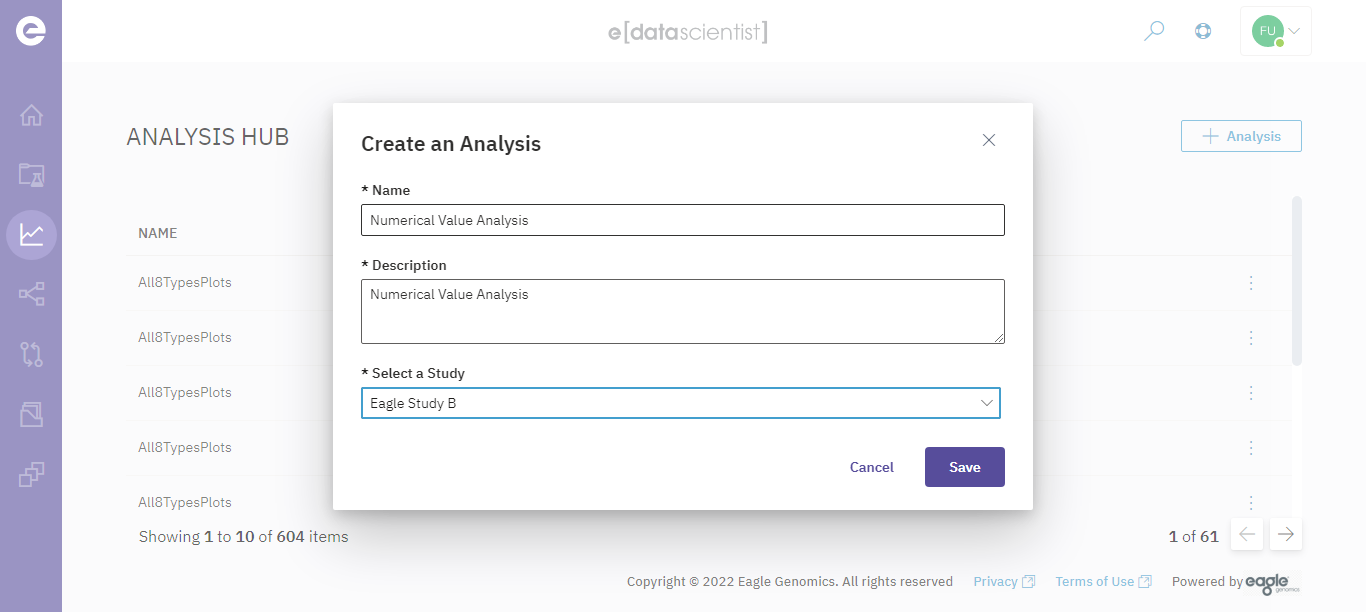 e[datascientist]
FU
ANALYSIS HUB
Analysis
NAME
All8TypesPlots
All8TypesPlots
All8TypesPlots
All8TypesPlots
All8TypesPlots
Create an Analysis
* Name
Numerical Value Analysis
* Description
Numerical Value Analysis
* Select a Study
Eagle Study B
Cancel Save
Showing 1 to 10 of 604 items
1 of 61
Copyright © 2022 Eagle Genomics. All rights reserved Privacy Terms of Use Powered by eagle genomics